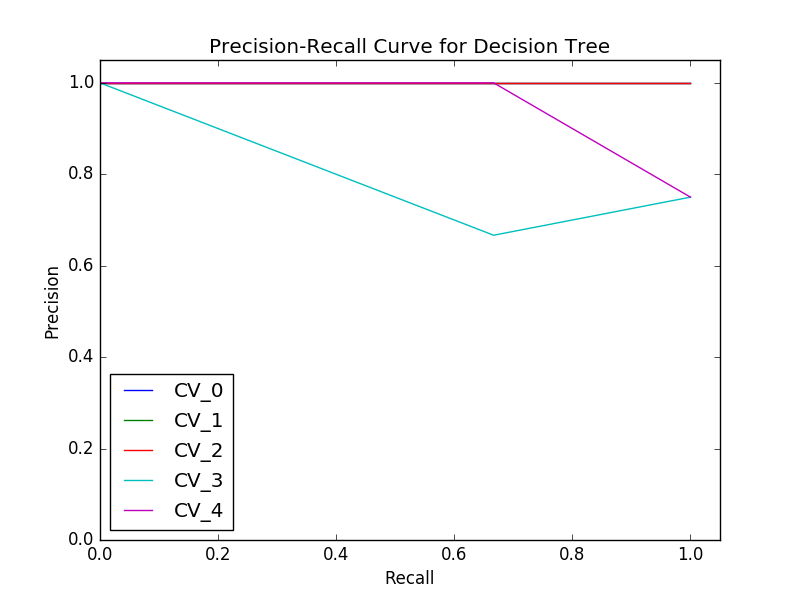 Precision-Recall Curve for Decision Tree
1.0
0.8
0.6
0.4
0.2
0.0
Precision
CV_0
CV_1
CV_2
CV_3
CV_4
0.0 0.2 0.4 0.6 0.8 1.0
Recall